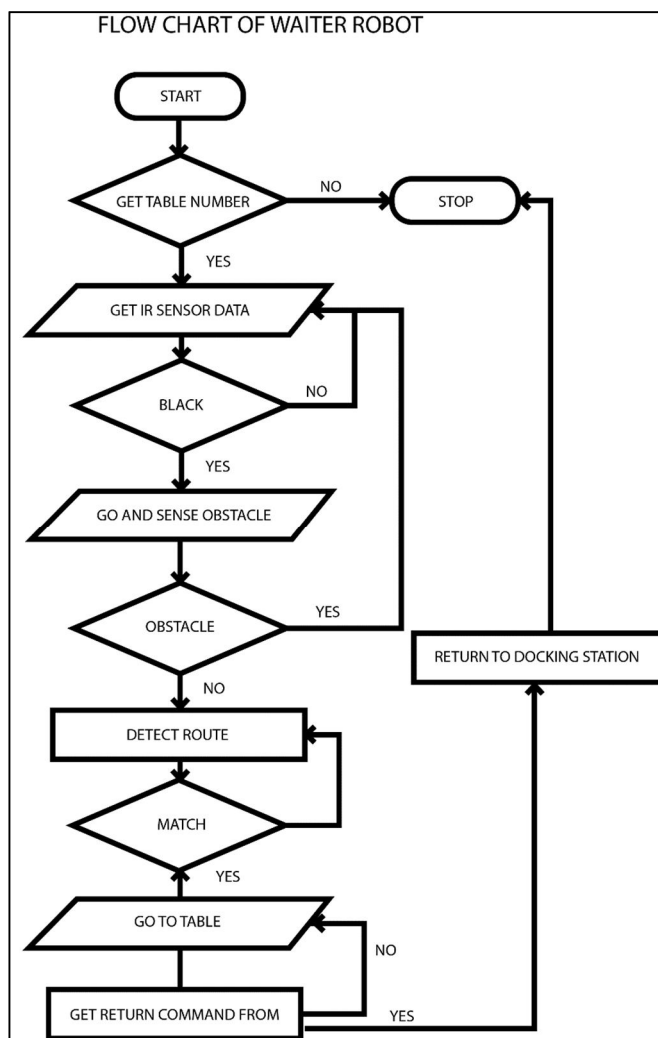 FLOW CHART OF WAITER ROBOT
START
GET TABLE NUMBER
NO
STOP
YES
GET IR SENSOR DATA
BLACK
NO
YES
GO AND SENSE OBSTACLE
OBSTACLE
YES
RETURN TO DOCKING STATION
NO
DETECT ROUTE
MATCH
YES
GO TO TABLE
NO
GET RETURN COMMAND FROM
YES